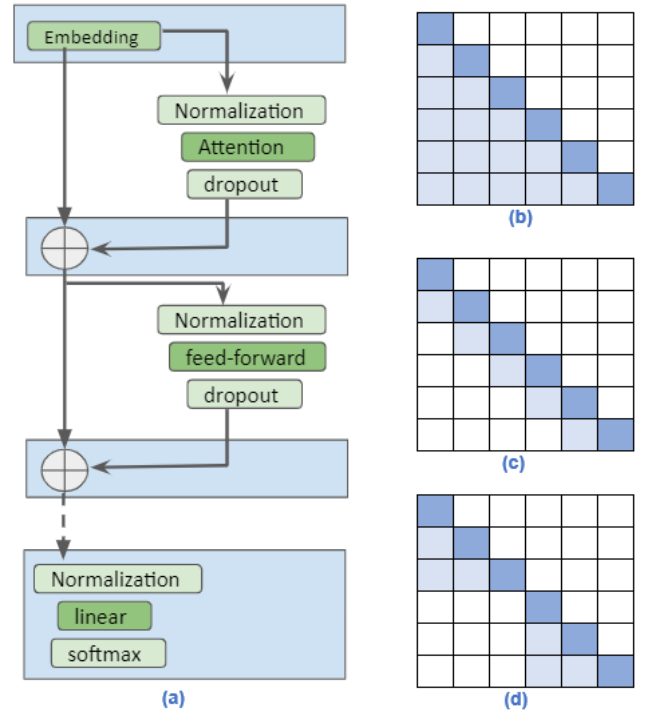 Embedding
Normalization
Attention
dropout
Normalization
feed-forward
dropout
Normalization
linear
softmax
(a)
(b)
(c)
(d)